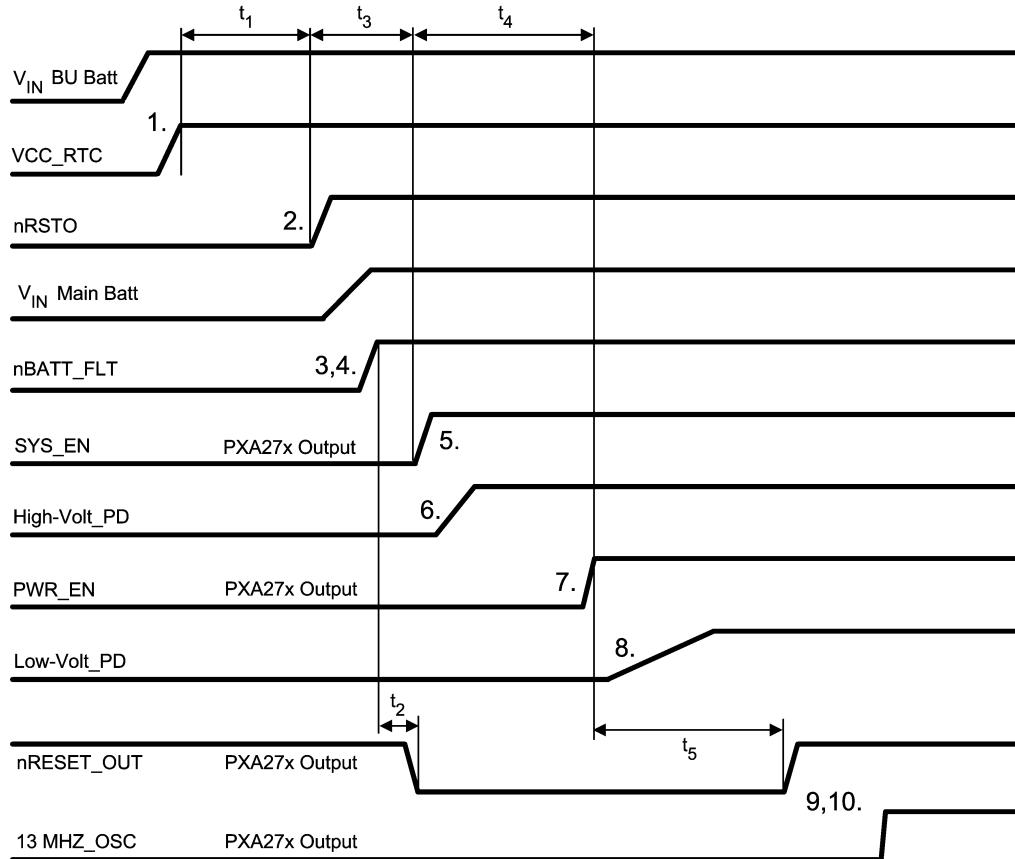 t1 t3 t4
VIN BU Batt
1.
VCC_RTC
nRSTO 2.
VIN Main Batt
nBATT_FLT 3,4.
SYS_EN PXA27x Output 5.
High-Volt_PD 6.
PWR_EN PXA27x Output 7.
Low-Volt_PD 8.
t2
t5
nRESET_OUT PXA27x Output
9,10.
13 MHZ_OSC PXA27x Output